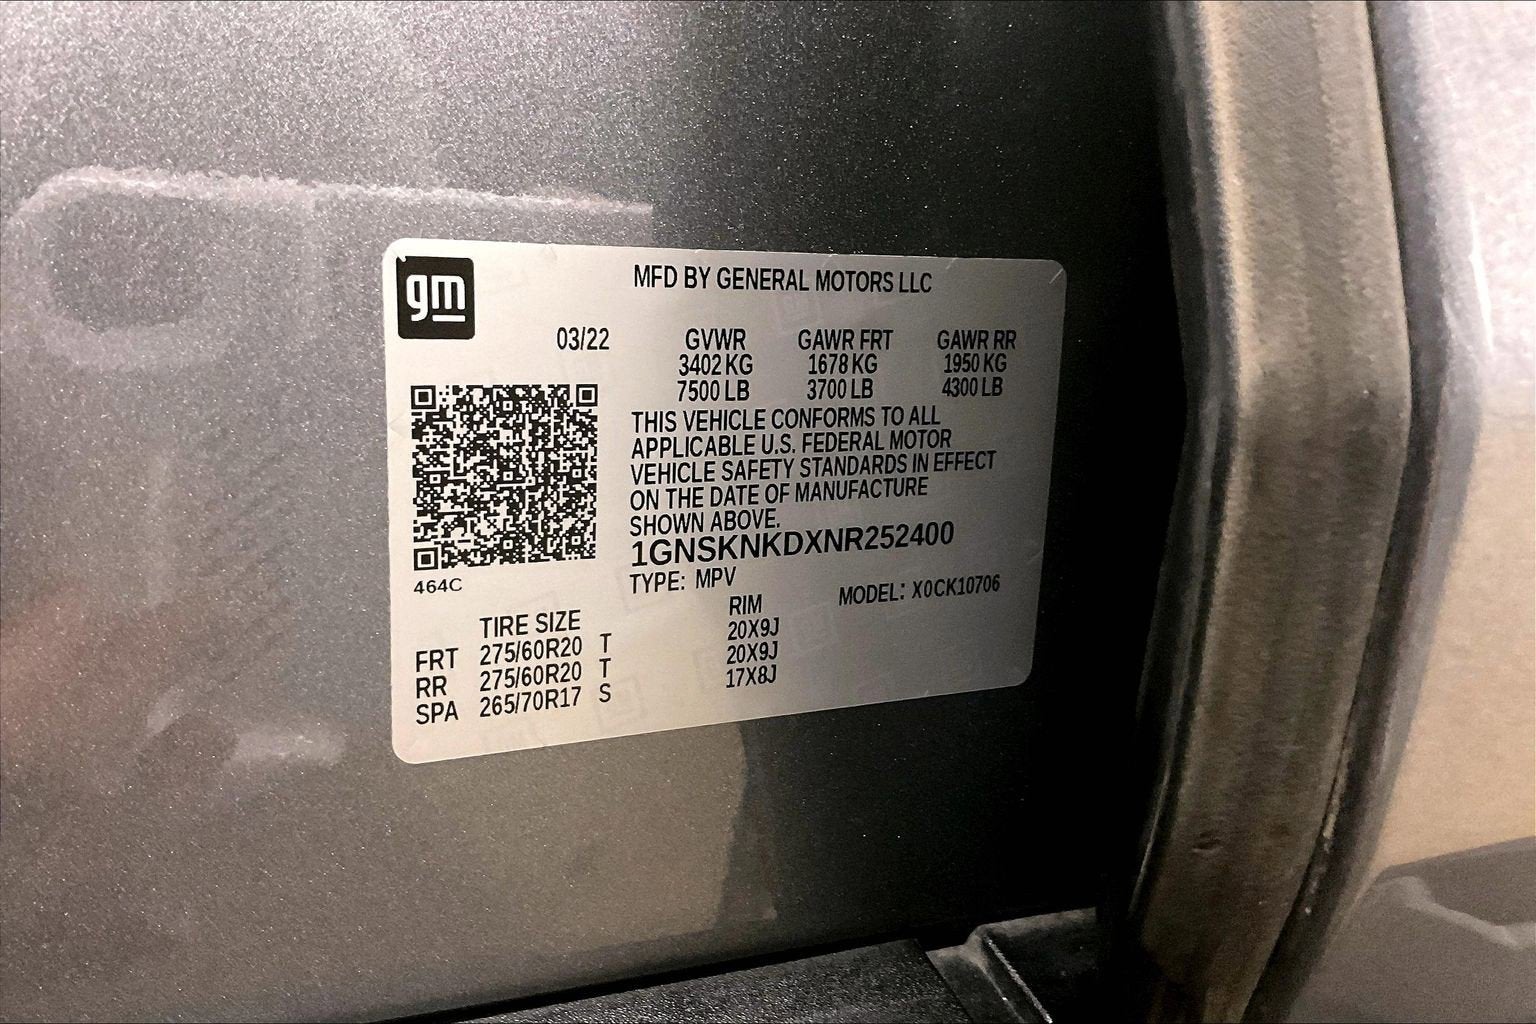 gm
MFD BY GENERAL MOTORS LLC
03/22 GVWR GAWR FRT GAWR RR
3402 KG 1678 KG 1950 KG
7500 LB 3700 LB 4300 LB
THIS VEHICLE CONFORMS TO ALL
APPLICABLE U.S. FEDERAL MOTOR
VEHICLE SAFETY STANDARDS IN EFFECT
ON THE DATE OF MANUFACTURE
SHOWN ABOVE.
1GNSKNKDXNR252400
464C
TYPE: MPV MODEL: X0CK10706
TIRE SIZE RIM
FRT 275/60R20 T 20X9J
RR 275/60R20 T 20X9J
SPA 265/70R17 S 17X8J